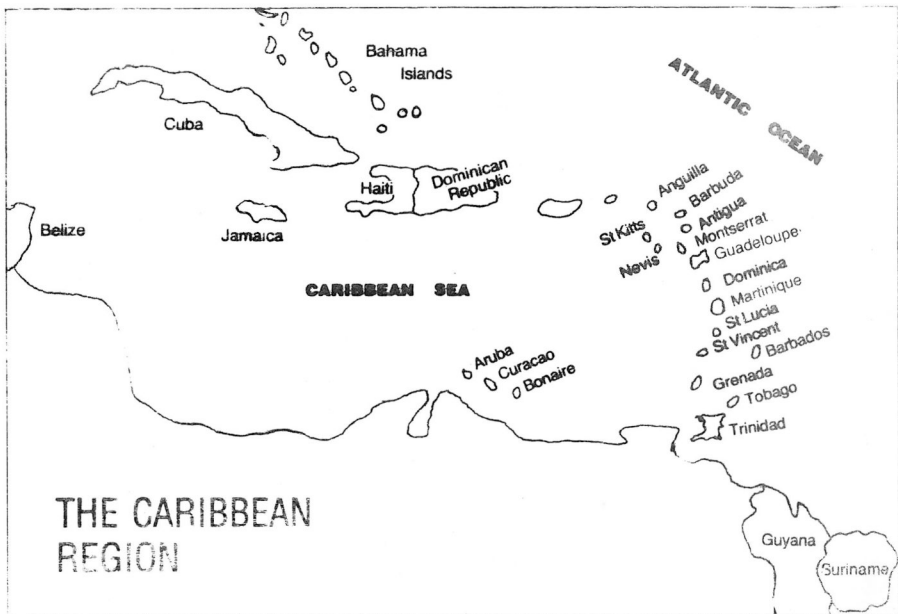 Bahama
Islands
ATLANTIC OCEAN
Cuba
Haiti
Dominican
Republic
Anguilla
Barbuda
Antigua
St Kitts
Montserrat
Nevis
Guadeloupe
Belize
Jamaica
Dominica
CARIBBEAN SEA
Martinique
St Lucia
St Vincent
Barbados
Aruba
Curacao
Bonaire
Grenada
Tobago
Trinidad
THE CARIBBEAN
REGION
Guyana
Suriname